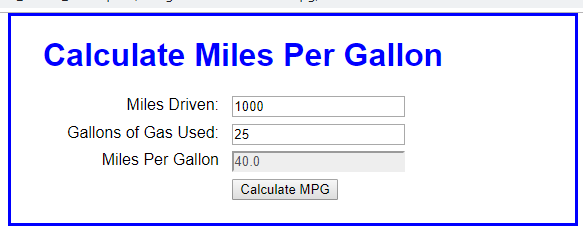 Calculate Miles Per Gallon
Miles Driven: 1000
Gallons of Gas Used: 25
Miles Per Gallon 40.0
Calculate MPG